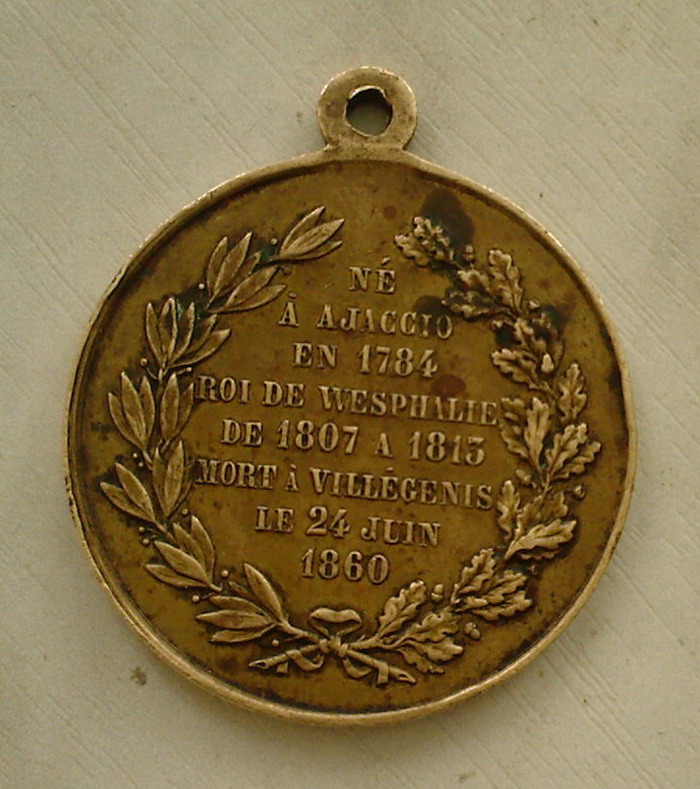 NÉ
À AJACCIO
EN 1784
ROI DE WESPHALIE
DE 1807 A 1813
MORT À VILLÉGENIS
LE 24 JUIN
1860